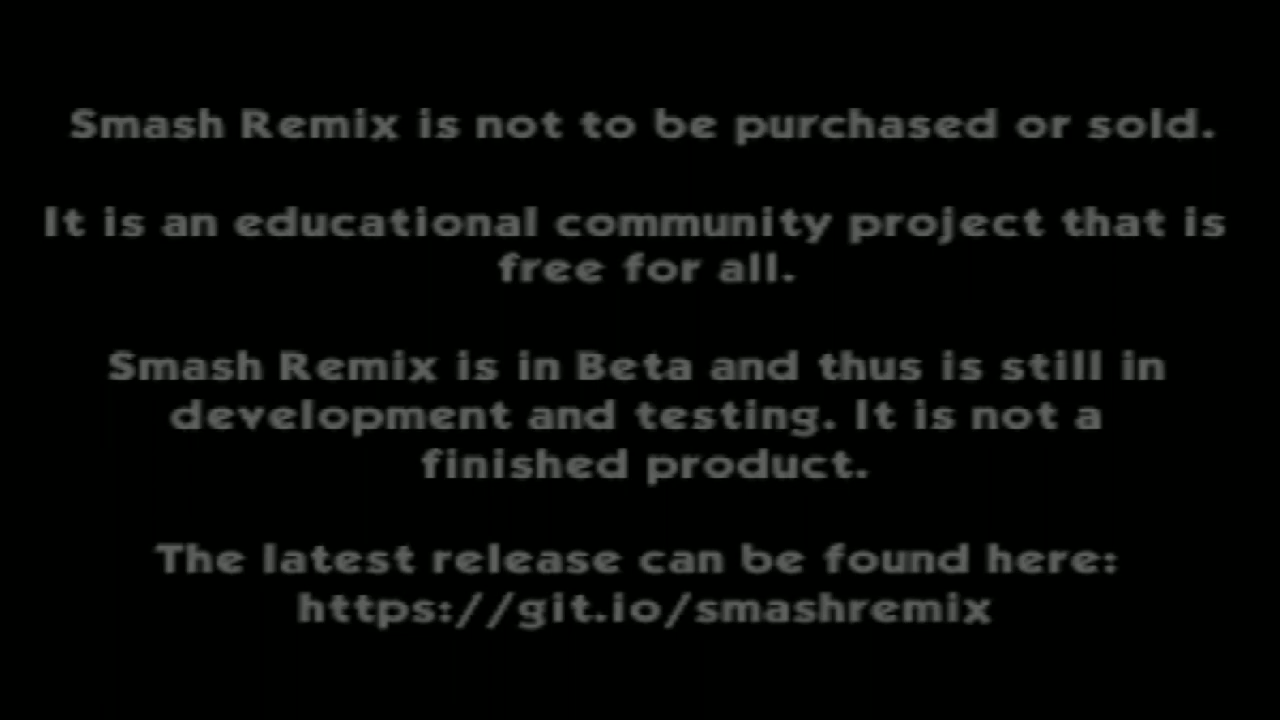 Smash Remix is not to be purchased or sold.
It is an educational community project that is
free for all.
Smash Remix is in Beta and thus is still in
development and testing. It is not a
finished product.
The latest release can be found here:
https://git.io/smashremix